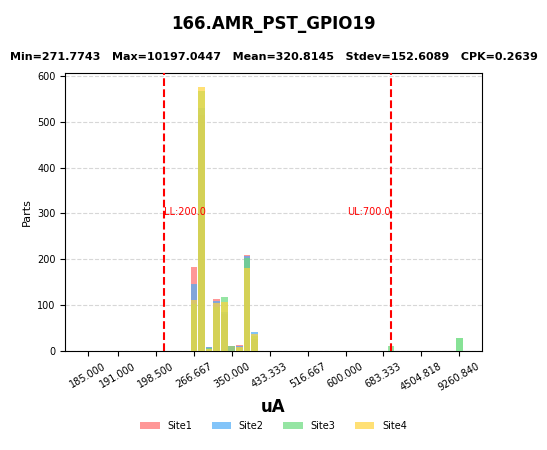 166.AMR_PST_GPIO19
Min=271.7743 Max=10197.0447 Mean=320.8145 Stdev=152.6089 CPK=0.2639
600
500
400
300
200
100
0
Parts
LL:200.0
UL:700.0
185.000 191.000 198.500 266.667 350.000 433.333 516.667 600.000 683.333 4504.818 9260.840
uA
Site1 Site2 Site3 Site4